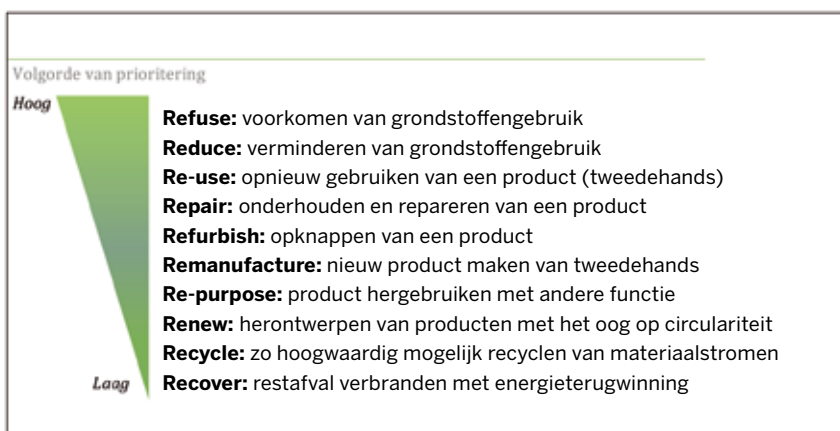 Volgorde van prioritering
Hoog
Refuse: voorkomen van grondstoffengebruik
Reduce: verminderen van grondstoffengebruik
Re-use: opnieuw gebruiken van een product (tweedehands)
Repair: onderhouden en repareren van een product
Refurbish: opknappen van een product
Remanufacture: nieuw product maken van tweedehands
Re-purpose: product hergebruiken met andere functie
Renew: herontwerpen van producten met het oog op circulariteit
Recycle: zo hoogwaardig mogelijk recyclen van materiaalstromen
Laag
Recover: restafval verbranden met energieterugwinning